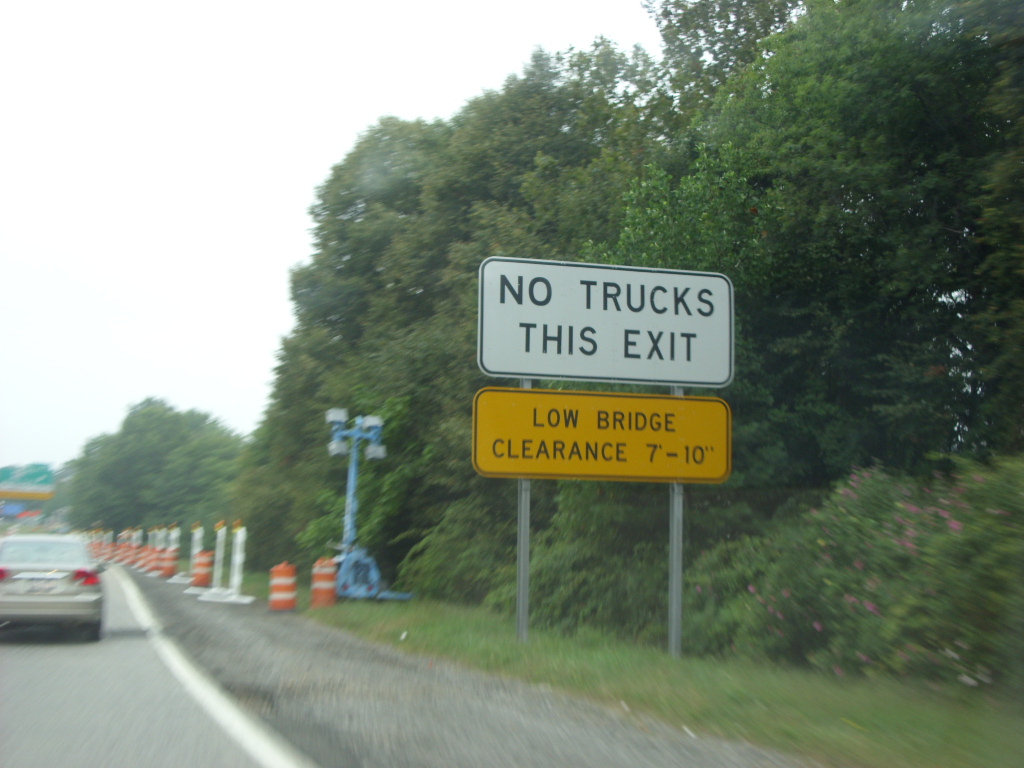 NO TRUCKS
THIS EXIT
LOW BRIDGE
CLEARANCE 7'-10"